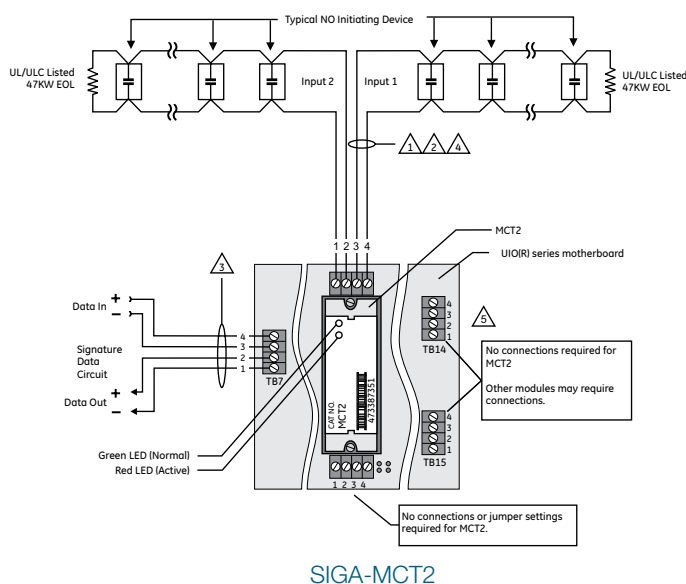 Typical NO Initiating Device
UL/ULC Listed
47KW EOL
Input 2
Input 1
UL/ULC Listed
47KW EOL
1
2
4
MCT2
UIO(R) series motherboard
1 2 3 4
3
Data In
+
−
Signature
Data
Circuit
Data Out
+
−
4
3
2
1
TB7
CAT NO.
MCT2
473387351
4
3
2
1
TB14
5
No connections required for
MCT2
Other modules may require
connections.
4
3
2
1
TB15
Green LED (Normal)
Red LED (Active)
1 2 3 4
No connections or jumper settings
required for MCT2.
SIGA-MCT2